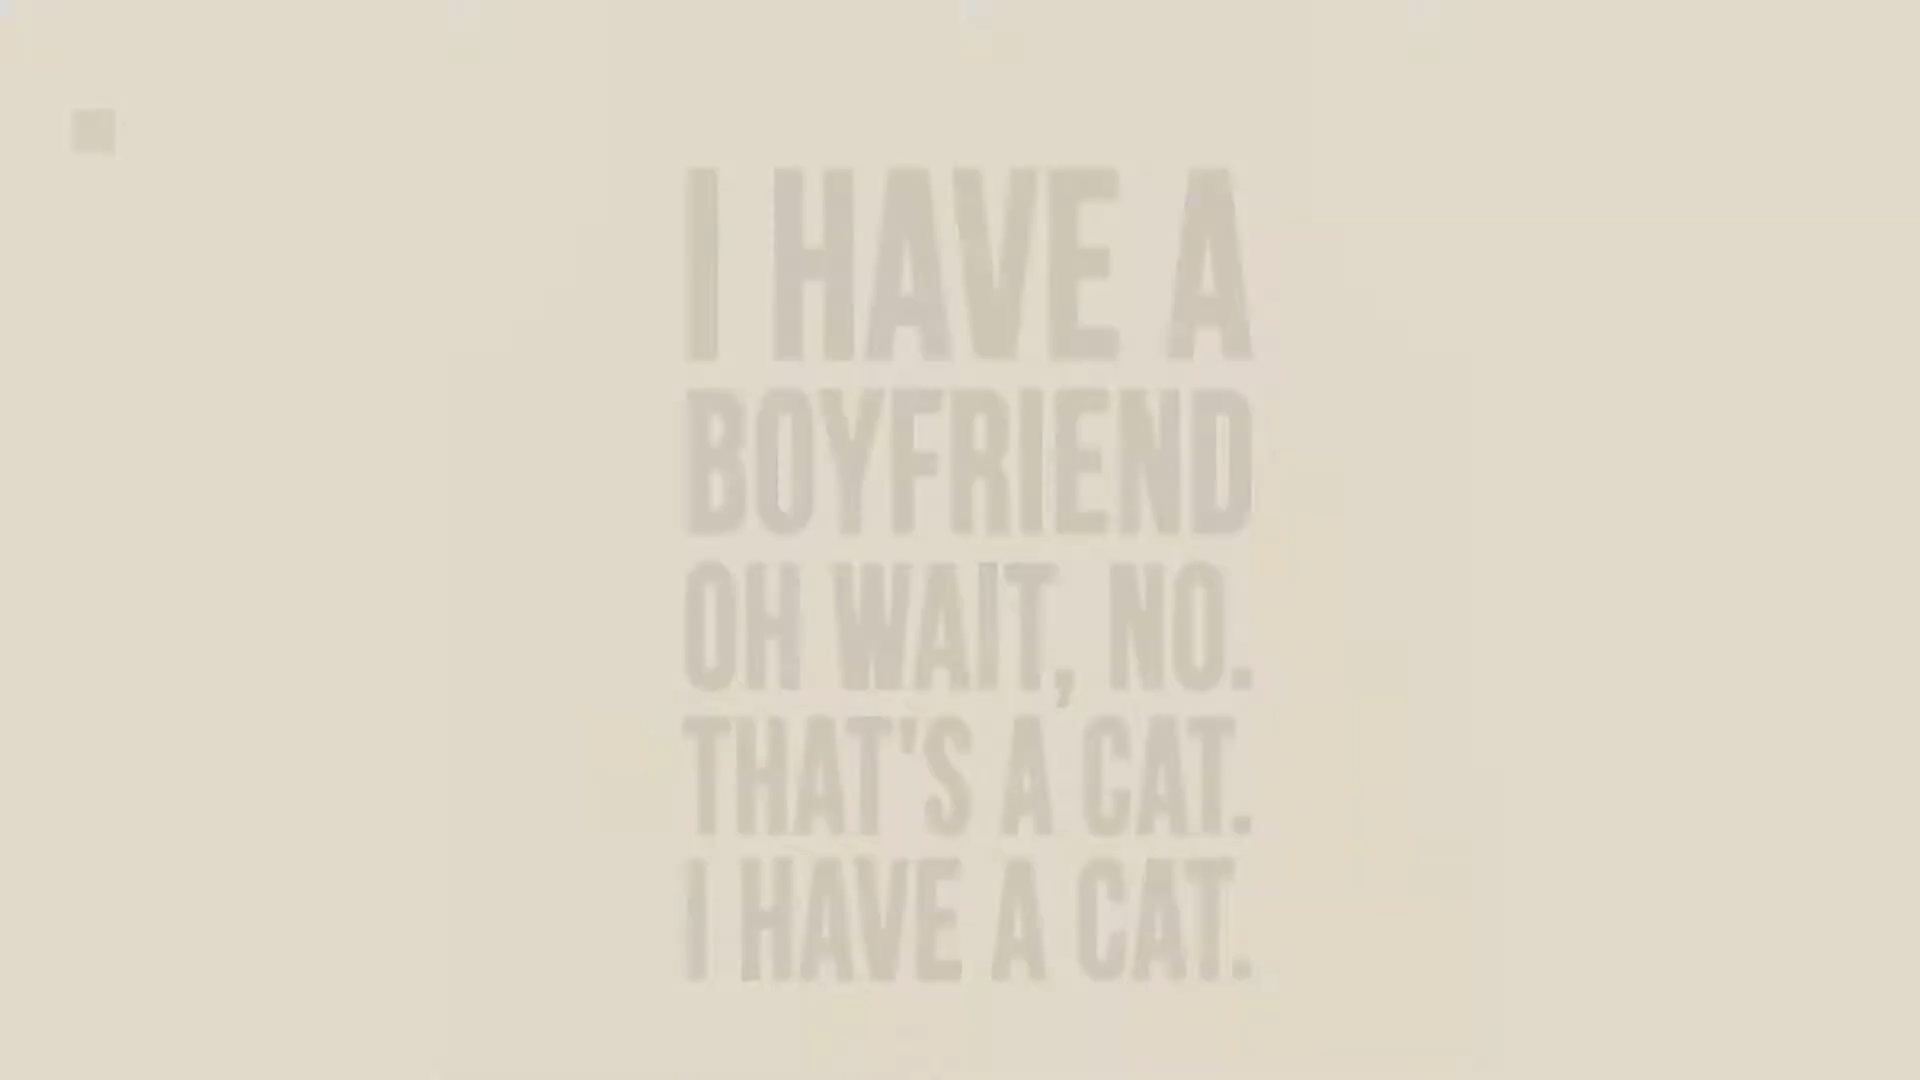 I HAVE A
BOYFRIEND
OH WAIT, NO.
THAT'S A CAT.
I HAVE A CAT.